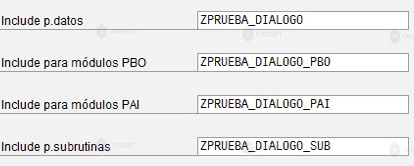 Include p.datos ZPRUEBA_DIALOGO
Include para módulos PBO ZPRUEBA_DIALOGO_PBO
Include para módulos PAI ZPRUEBA_DIALOGO_PAI
Include p.subrutinas ZPRUEBA_DIALOGO_SUB